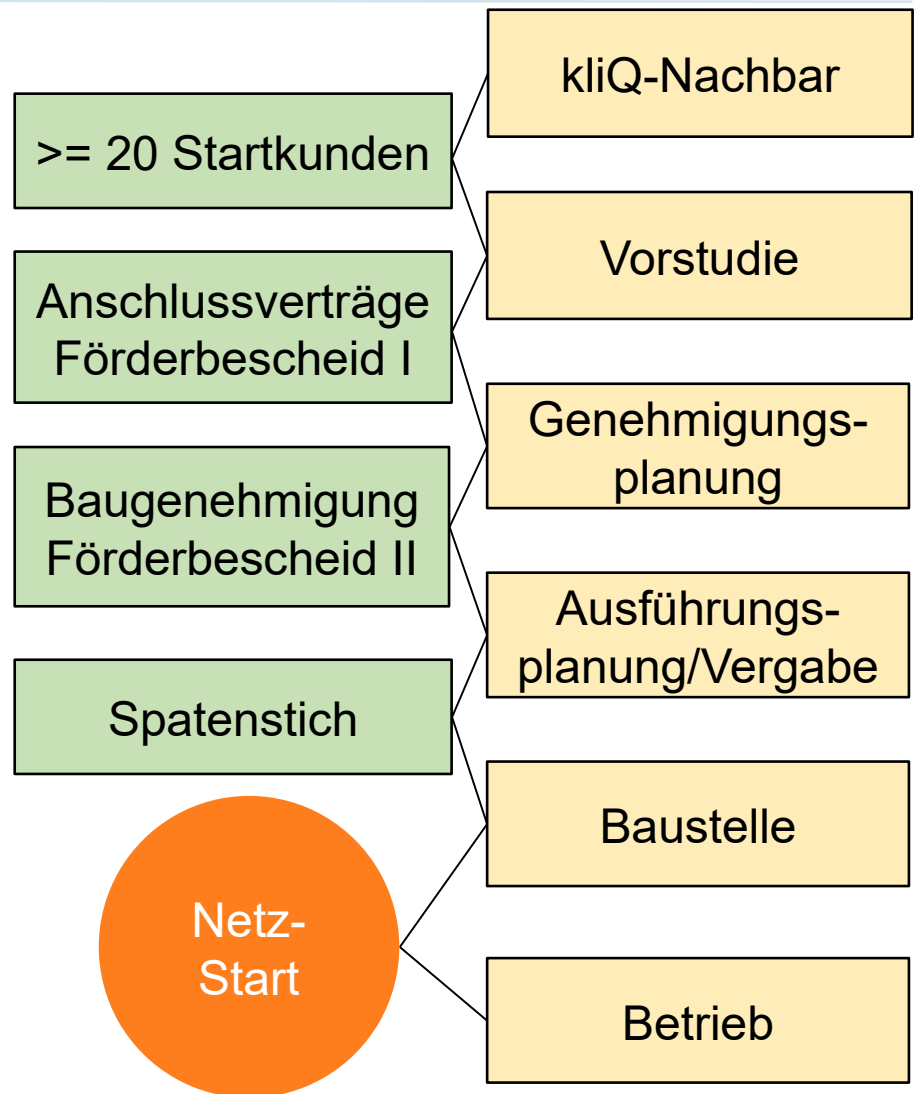 kliQ-Nachbar
>= 20 Startkunden
Vorstudie
Anschlussverträge
Förderbescheid I
Genehmigungs-
planung
Baugenehmigung
Förderbescheid II
Ausführungs-
planung/Vergabe
Spatenstich
Baustelle
Netz-
Start
Betrieb